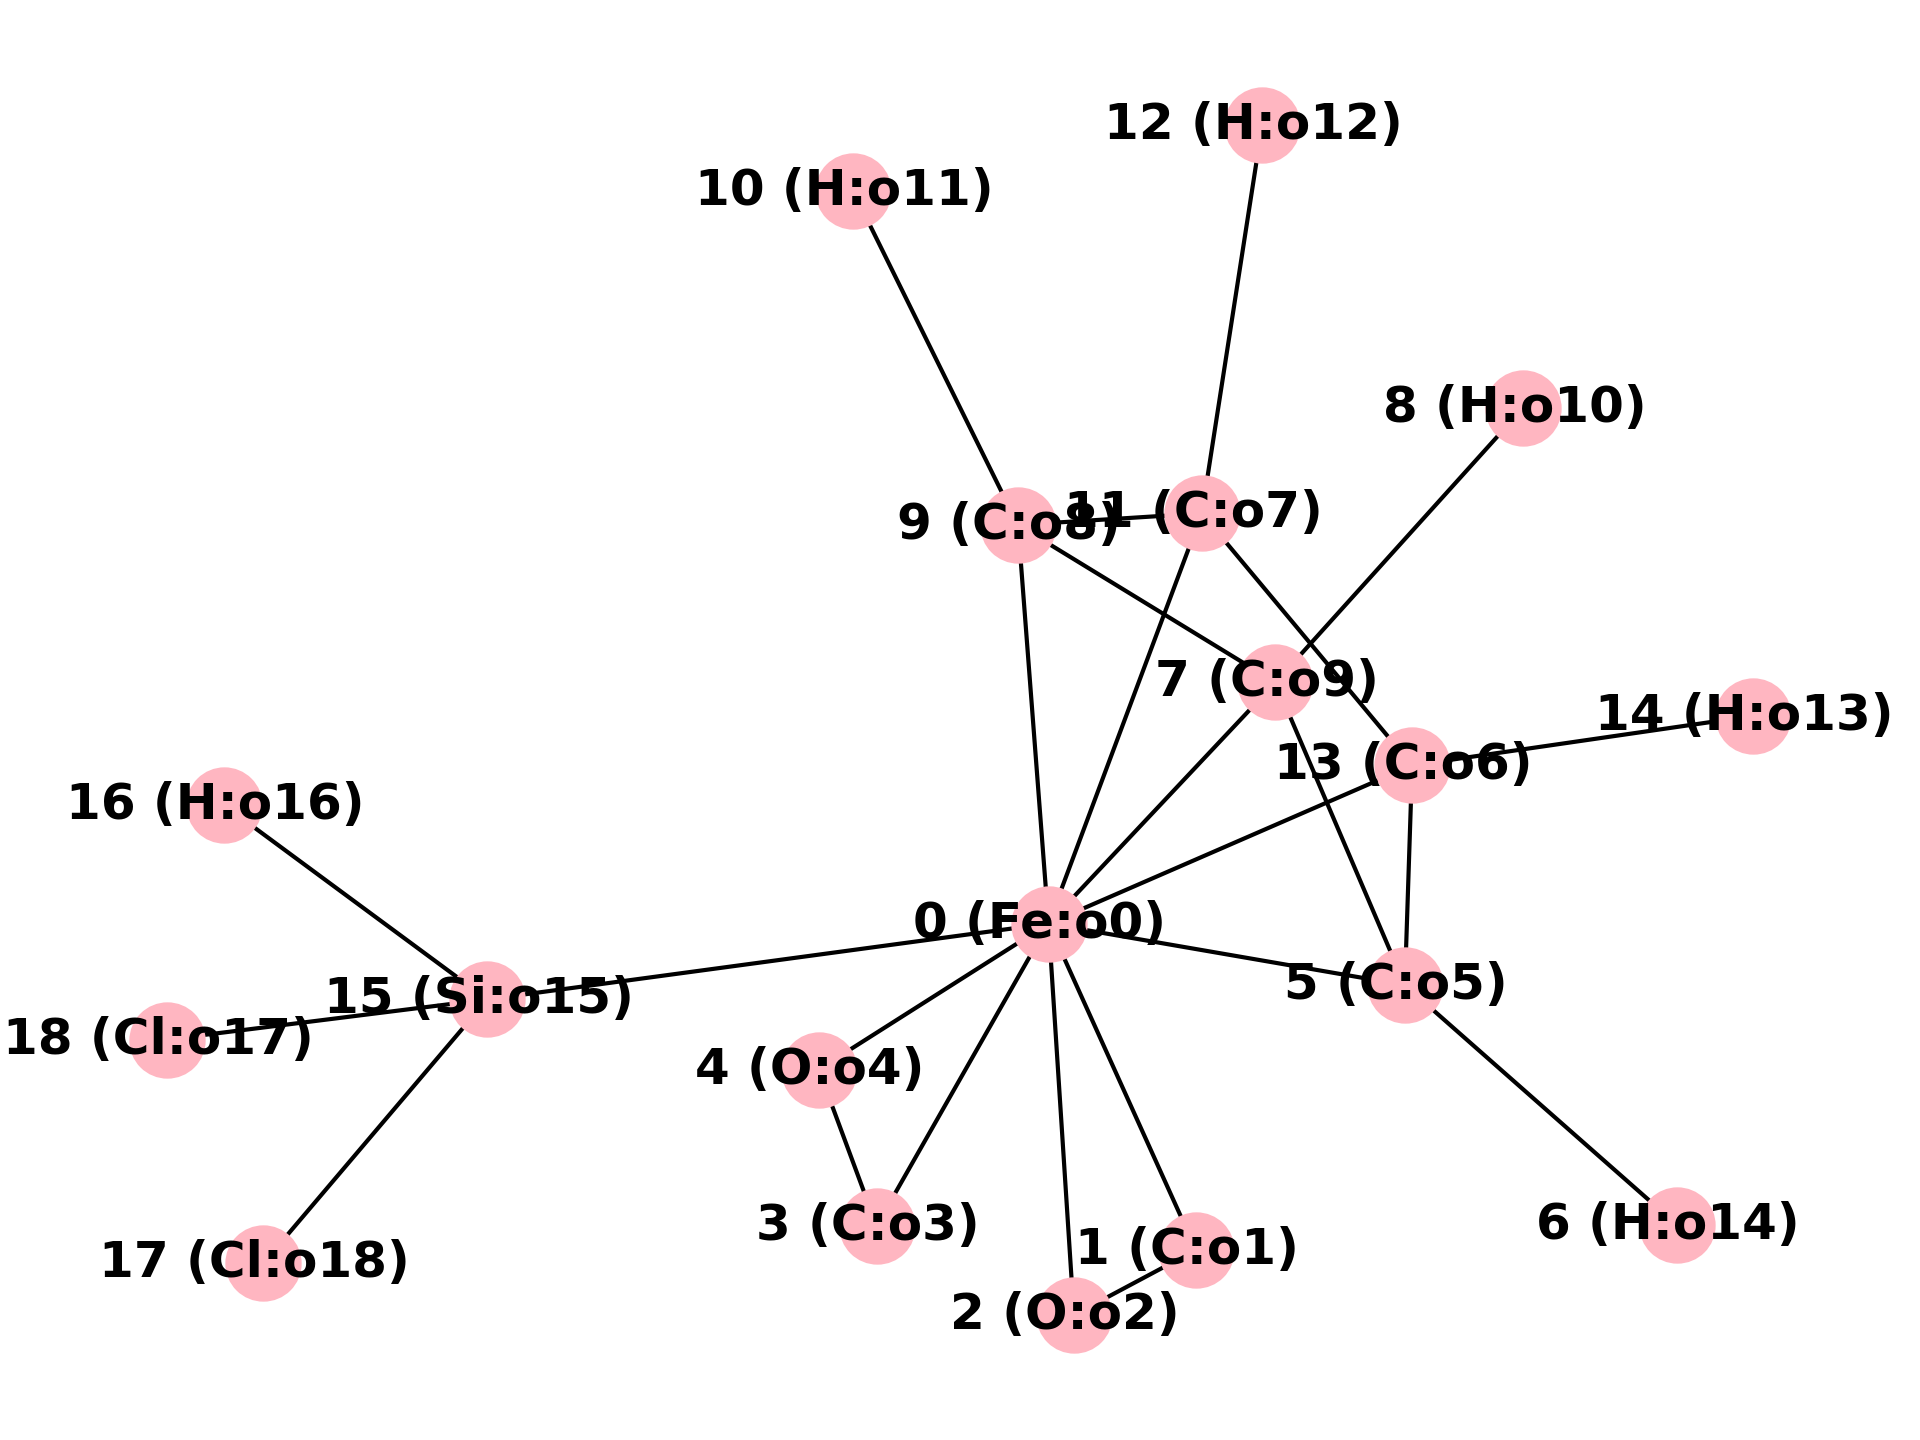 12 (H:o12)
10 (H:o11)
8 (H:o10)
11 (C:o7)
9 (C:o8)
7 (C:o9)
14 (H:o13)
13 (C:o6)
16 (H:o16)
0 (Fe:o0)
5 (C:o5)
15 (Si:o15)
18 (Cl:o17)
4 (O:o4)
3 (C:o3)
6 (H:o14)
1 (C:o1)
17 (Cl:o18)
2 (O:o2)